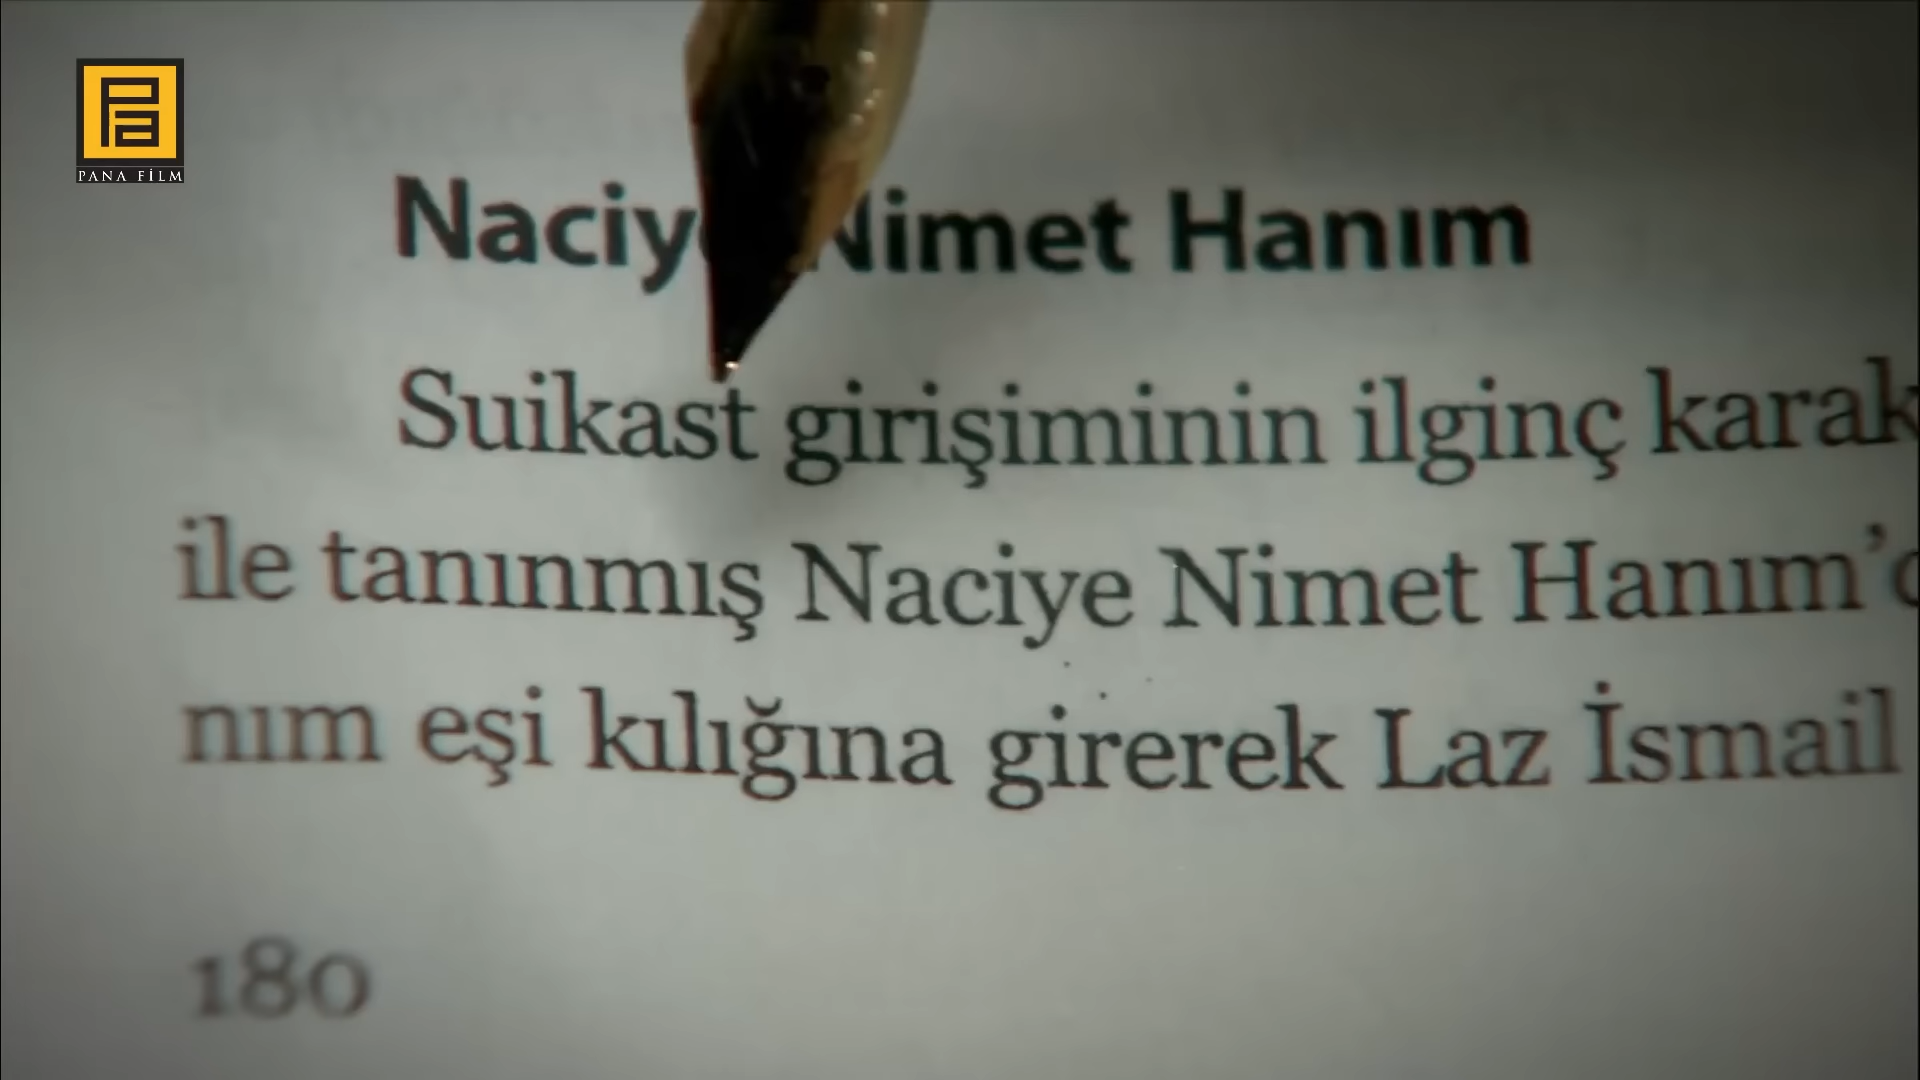 PANA FİLM
Naciye Nimet Hanım
Suikast girişiminin ilginç karak
ile tanınmış Naciye Nimet Hanım'd
nım eşi kılığına girerek Laz İsmail
180